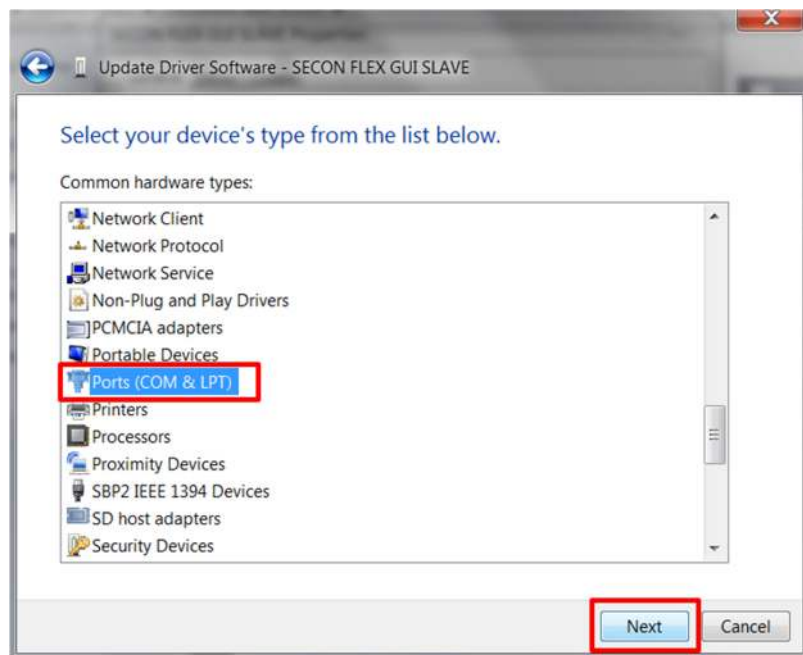 Update Driver Software - SECON FLEX GUI SLAVE
Select your device's type from the list below.
Common hardware types:
Network Client
Network Protocol
Network Service
Non-Plug and Play Drivers
PCMCIA adapters
Portable Devices
Ports (COM & LPT)
Printers
Processors
Proximity Devices
SBP2 IEEE 1394 Devices
SD host adapters
Security Devices
Next Cancel